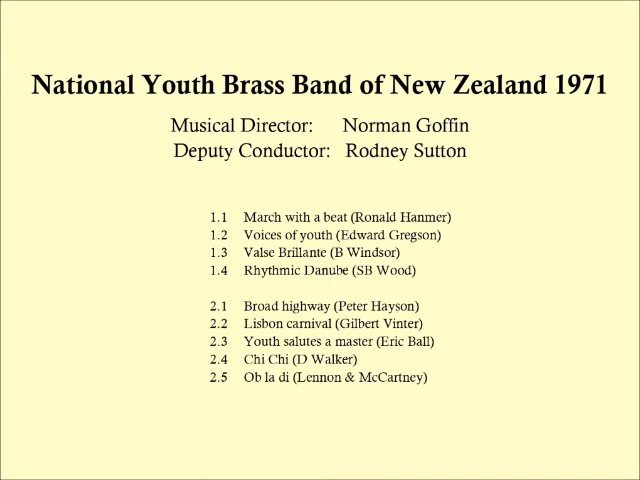 National Youth Brass Band of New Zealand 1971
Musical Director: Norman Goffin
Deputy Conductor: Rodney Sutton
1.1 March with a beat (Ronald Hanmer)
1.2 Voices of youth (Edward Gregson)
1.3 Valse Brillante (B Windsor)
1.4 Rhythmic Danube (SB Wood)
2.1 Broad highway (Peter Hayson)
2.2 Lisbon carnival (Gilbert Vinter)
2.3 Youth salutes a master (Eric Ball)
2.4 Chi Chi (D Walker)
2.5 Ob la di (Lennon & McCartney)